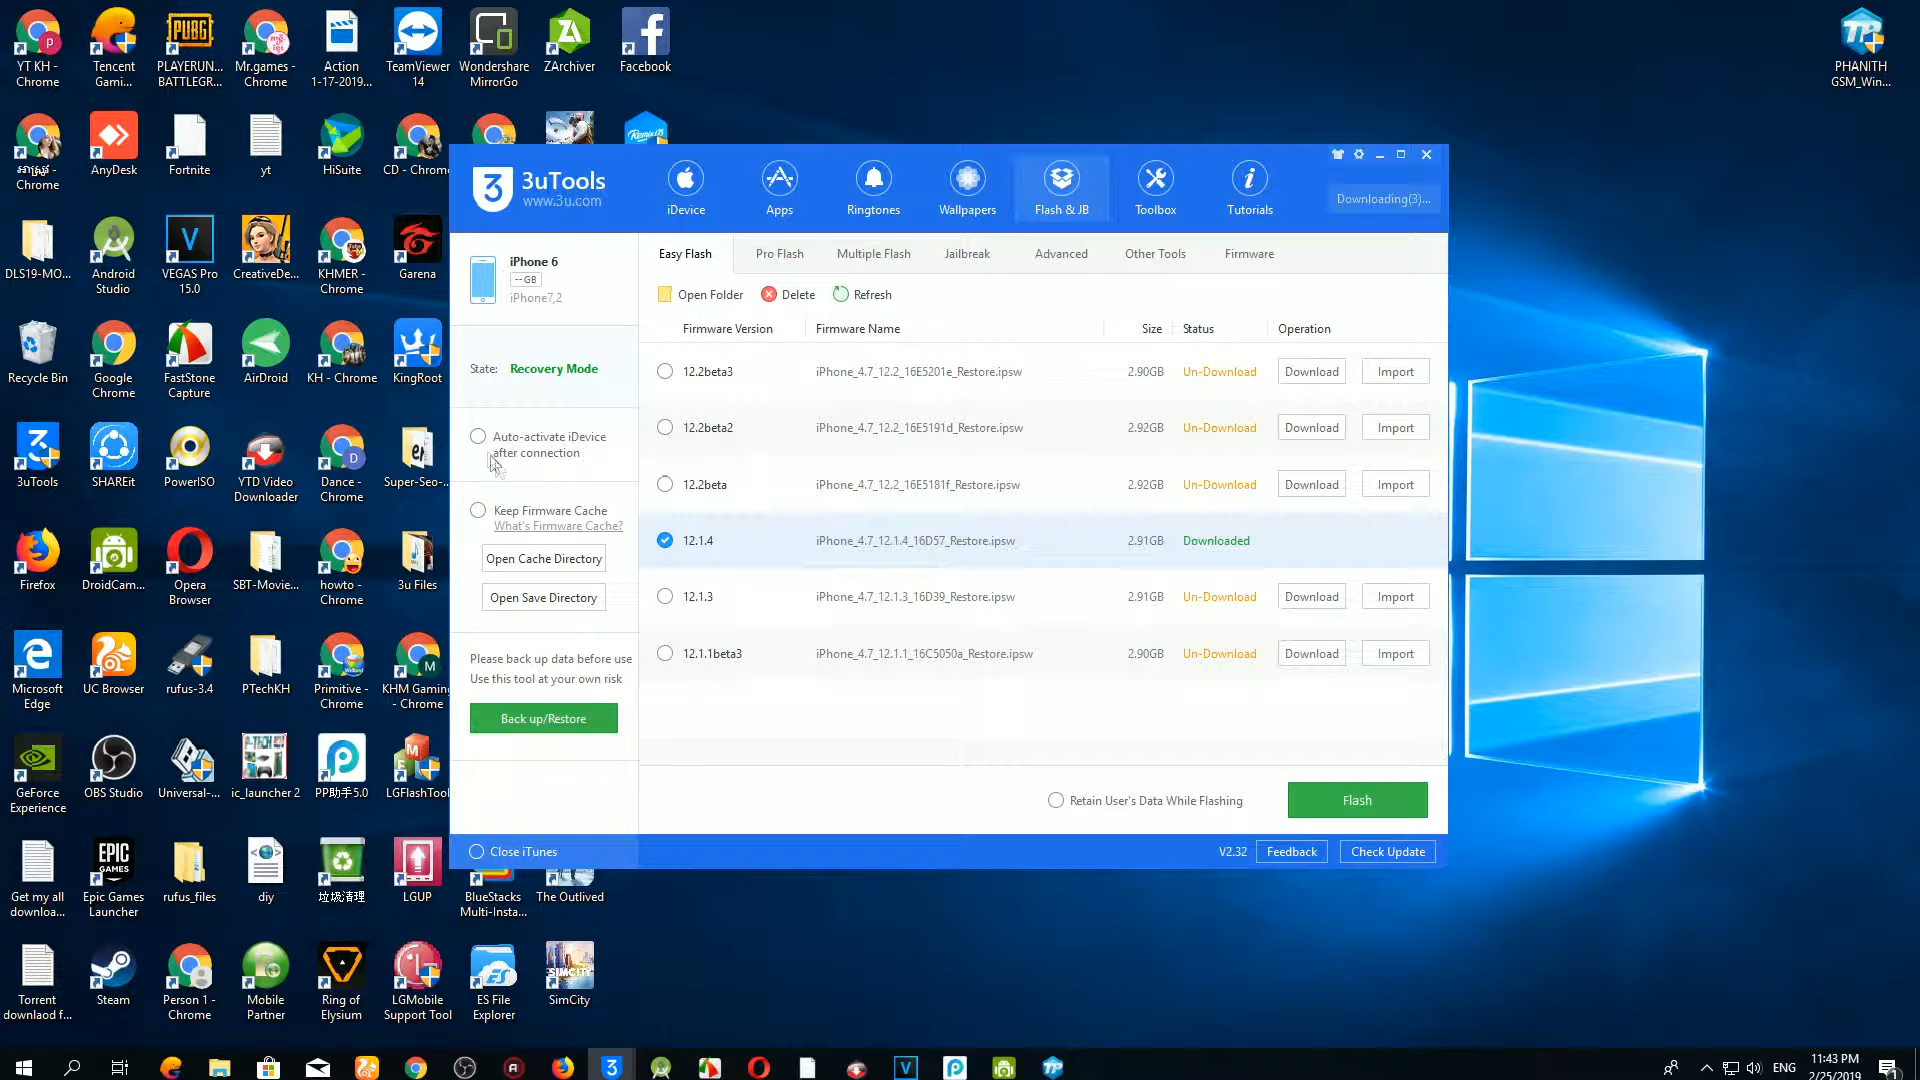 YT KH -
Chrome
Tencent
Gami...
PLAYERUN...
BATTLEGR...
Mr.games -
Chrome
Action
1-17-2019...
TeamViewer
14
Wondershare
MirrorGo
ZArchiver
Facebook
PHANITH
GSM_Win...
Chrome
AnyDesk
Fortnite
yt
HiSuite
CD - Chrome
DLS19-MO...
Android
Studio
VEGAS Pro
15.0
CreativeDe...
KHMER -
Chrome
Garena
Recycle Bin
Google
Chrome
FastStone
Capture
AirDroid
KH - Chrome
KingRoot
3uTools
SHAREit
PowerISO
YTD Video
Downloader
Dance -
Chrome
Super-Seo-...
Firefox
DroidCam...
Opera
Browser
SBT-Movie...
howto -
Chrome
3u Files
Microsoft
Edge
UC Browser
rufus-3.4
PTechKH
Primitive -
Chrome
KHM Gaming
- Chrome
GeForce
Experience
OBS Studio
Universal-...
ic_launcher 2
PP助手5.0
LGFlashTool
Get my all
downloa...
Epic Games
Launcher
rufus_files
diy
垃圾清理
LGUP
BlueStacks
Multi-Insta...
The Outlived
Torrent
downlaod f...
Steam
Person 1 -
Chrome
Mobile
Partner
Ring of
Elysium
LGMobile
Support Tool
ES File
Explorer
SimCity
3uTools
www.3u.com
iDevice
Apps
Ringtones
Wallpapers
Flash & JB
Toolbox
Tutorials
Downloading(3)...
iPhone 6
-- GB
iPhone7,2
State: Recovery Mode
Auto-activate iDevice
after connection
Keep Firmware Cache
What's Firmware Cache?
Open Cache Directory
Open Save Directory
Please back up data before use
Use this tool at your own risk
Back up/Restore
Easy Flash Pro Flash Multiple Flash Jailbreak Advanced Other Tools Firmware
Open Folder Delete Refresh
Firmware Version Firmware Name Size Status Operation
12.2beta3 iPhone_4.7_12.2_16E5201e_Restore.ipsw 2.90GB Un-Download Download Import
12.2beta2 iPhone_4.7_12.2_16E5191d_Restore.ipsw 2.92GB Un-Download Download Import
12.2beta iPhone_4.7_12.2_16E5181f_Restore.ipsw 2.92GB Un-Download Download Import
12.1.4 iPhone_4.7_12.1.4_16D57_Restore.ipsw 2.91GB Downloaded
12.1.3 iPhone_4.7_12.1.3_16D39_Restore.ipsw 2.91GB Un-Download Download Import
12.1.1beta3 iPhone_4.7_12.1.1_16C5050a_Restore.ipsw 2.90GB Un-Download Download Import
Retain User's Data While Flashing Flash
Close iTunes V2.32 Feedback Check Update
ENG
11:43 PM
2/25/2019